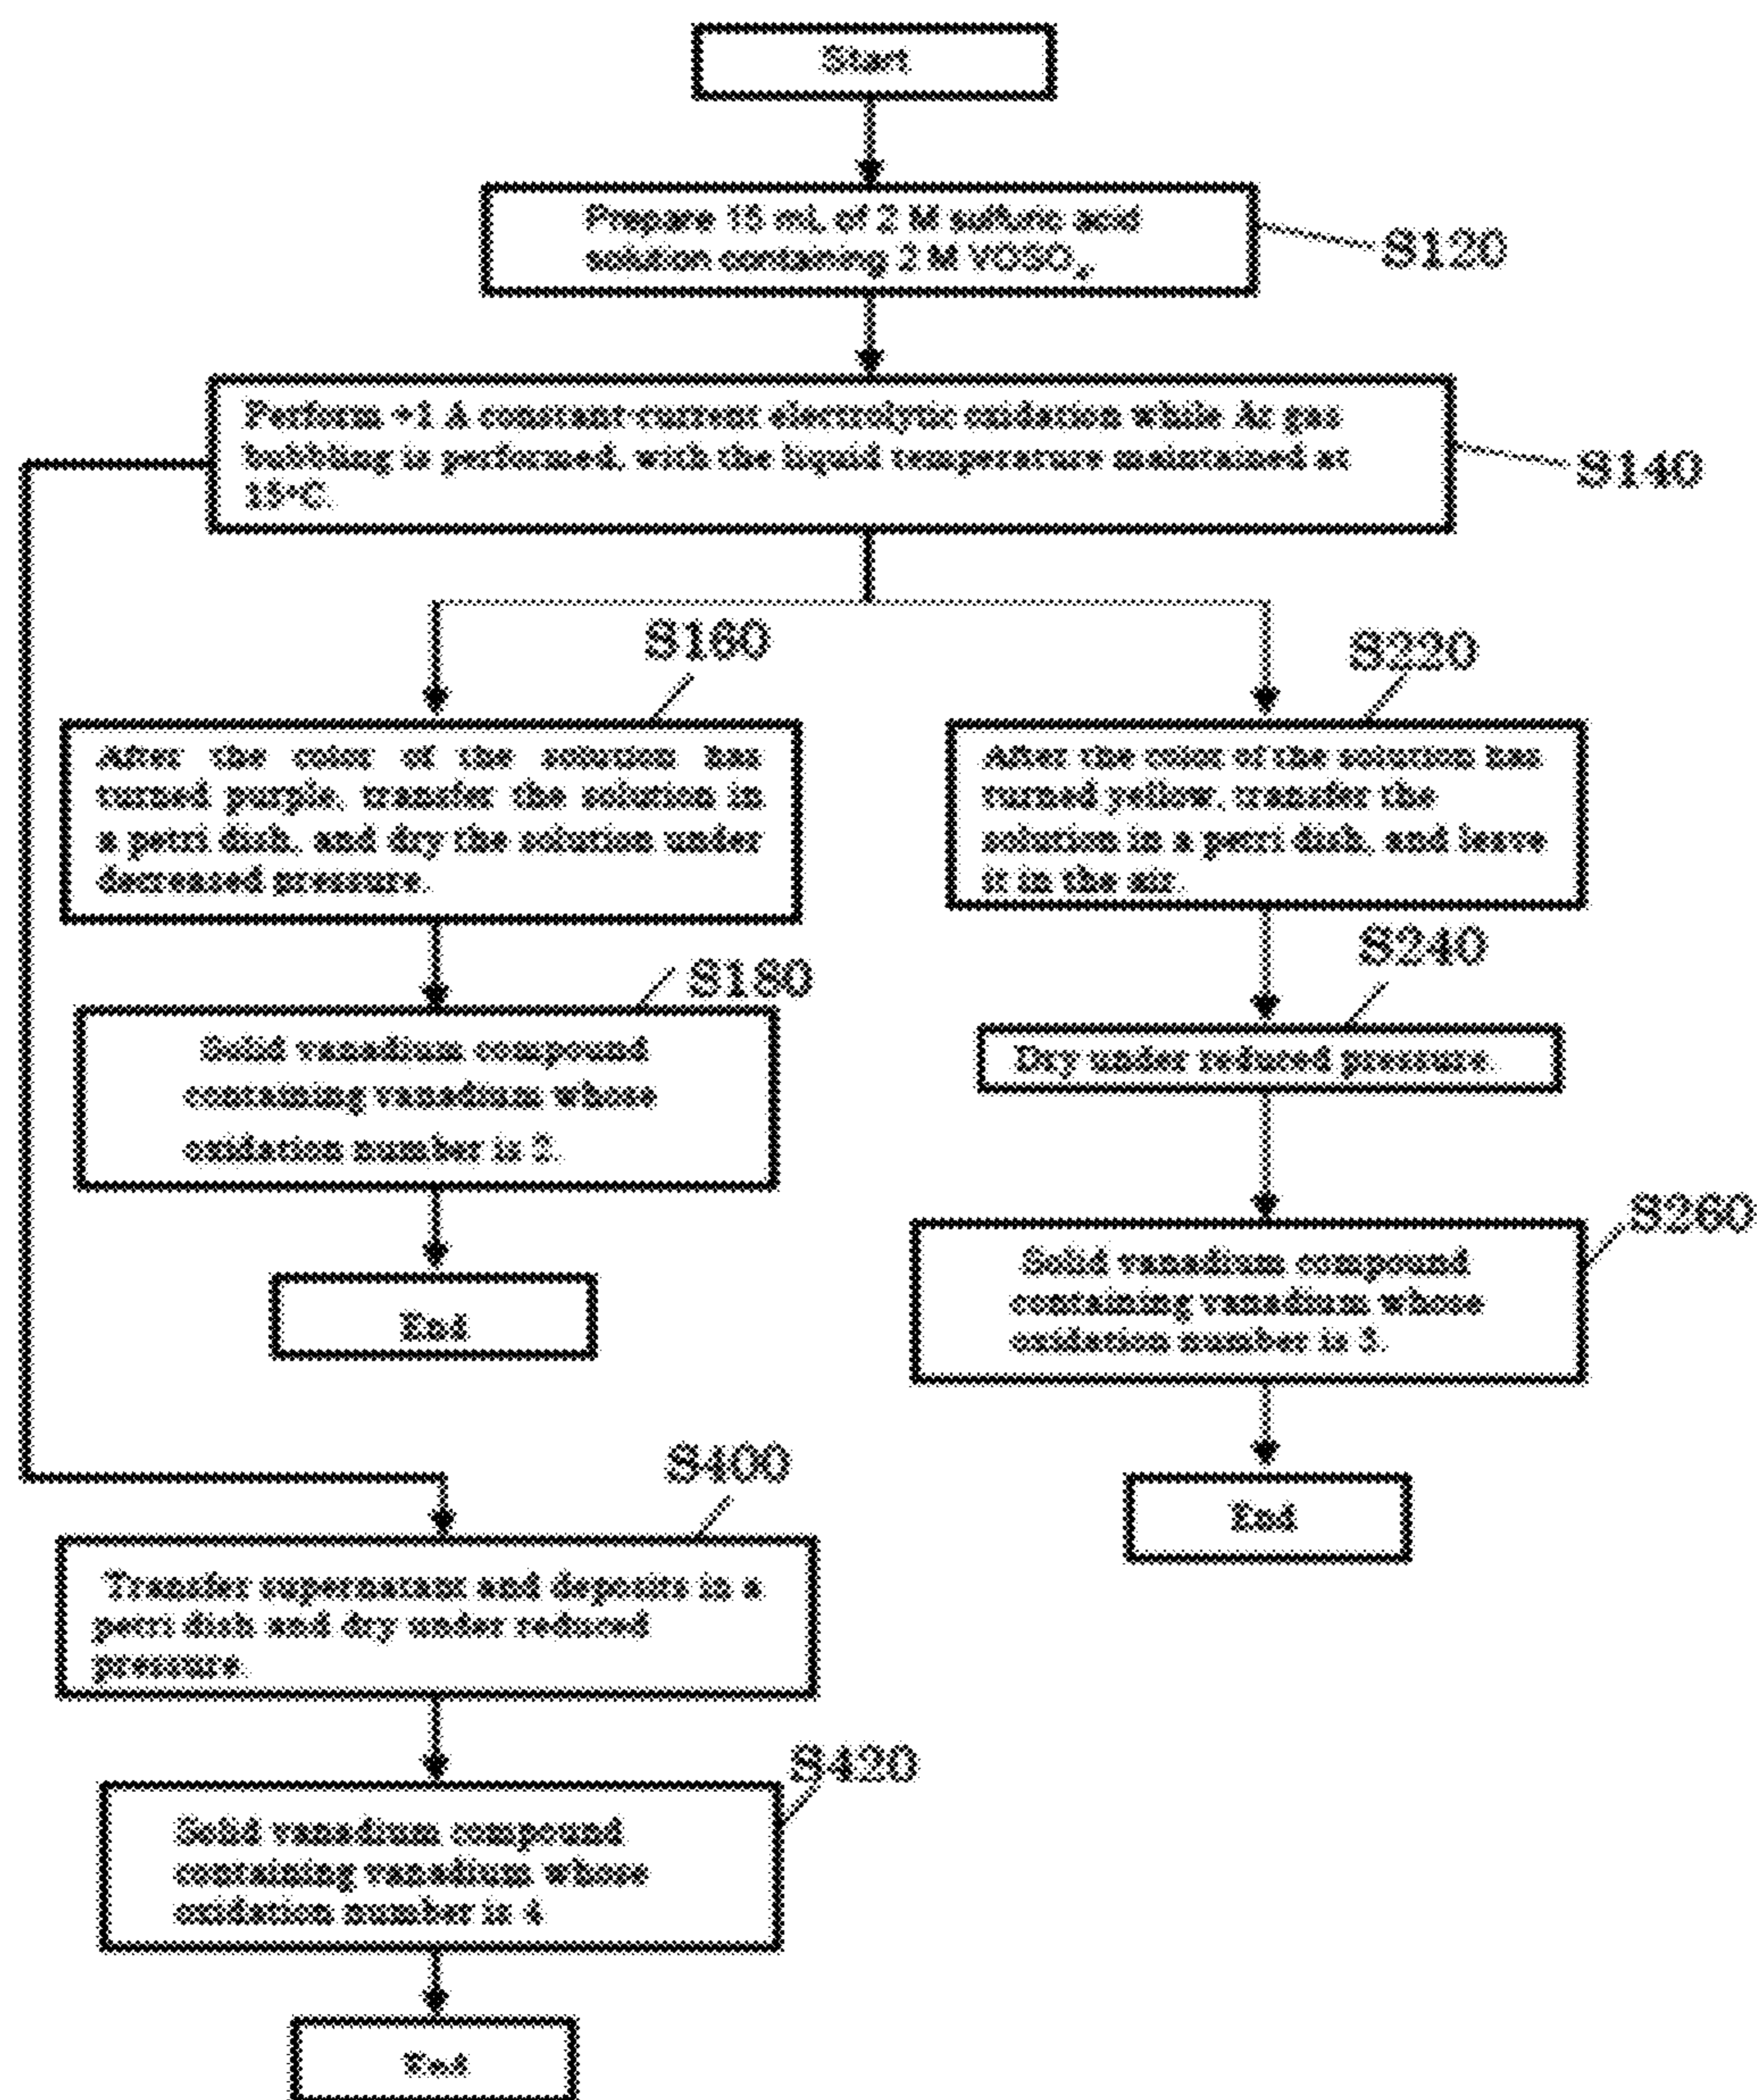 Start
Prepare 15 mL of 2 M sulfuric acid
solution containing 2 M VOSO4.
S120
Perform +1 A constant-current electrolytic oxidation while Ar gas
bubbling is performed, with the liquid temperature maintained at
15°C.
S140
S160
After the color of the solution has
turned purple, transfer the solution in
a petri dish, and dry the solution under
decreased pressure.
S180
Solid vanadium compound
containing vanadium whose
oxidation number is 2.
End
S220
After the color of the solution has
turned yellow, transfer the
solution in a petri dish, and leave
it in the air.
S240
Dry under reduced pressure.
S260
Solid vanadium compound
containing vanadium whose
oxidation number is 3.
End
S400
Transfer supernatant and deposits in a
petri dish and dry under reduced
pressure.
S420
Solid vanadium compound
containing vanadium whose
oxidation number is 4
End